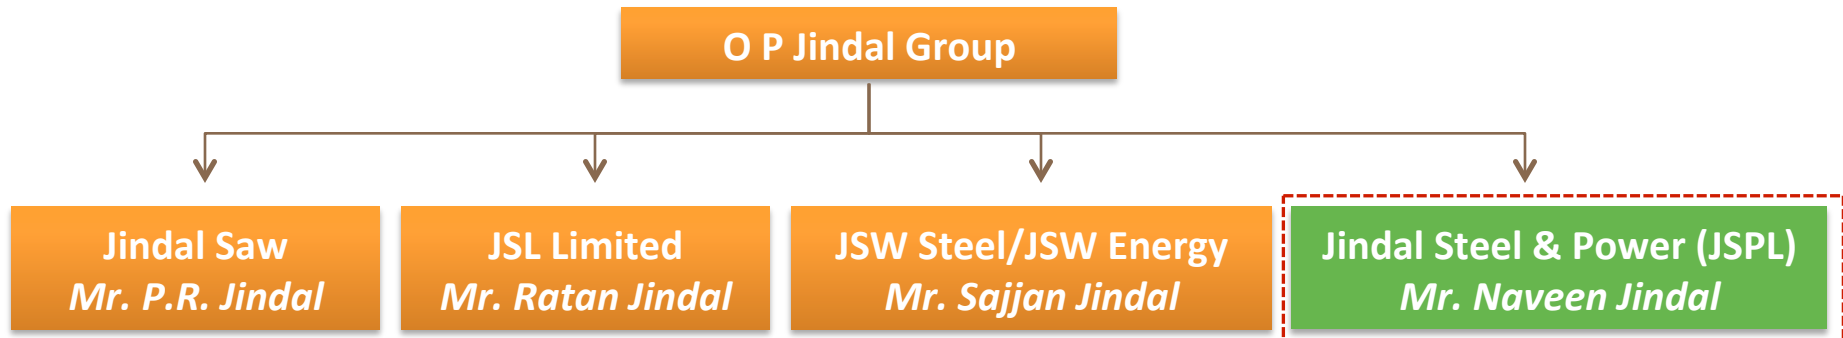 O P Jindal Group
Jindal Saw
Mr. P.R. Jindal
JSL Limited
Mr. Ratan Jindal
JSW Steel/JSW Energy
Mr. Sajjan Jindal
Jindal Steel & Power (JSPL)
Mr. Naveen Jindal